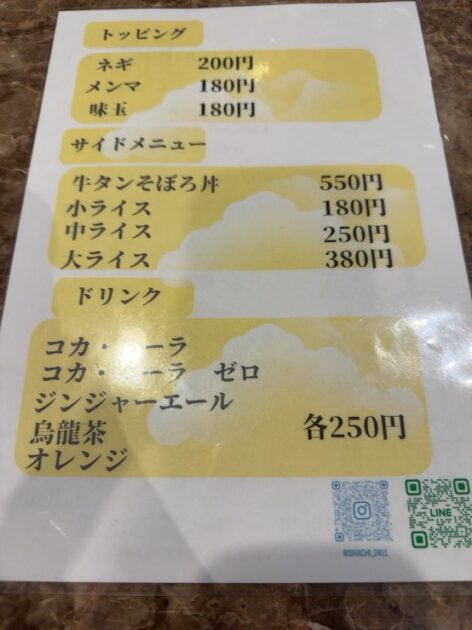 トッピング
ネギ 200円
メンマ 180円
味玉 180円
サイドメニュー
牛タンそぼろ丼 550円
小ライス 180円
中ライス 250円
大ライス 380円
ドリンク
コカ・コーラ
コカ・コーラ ゼロ
ジンジャーエール
烏龍茶 各250円
オレンジ
LINE
@SHACHI_2411